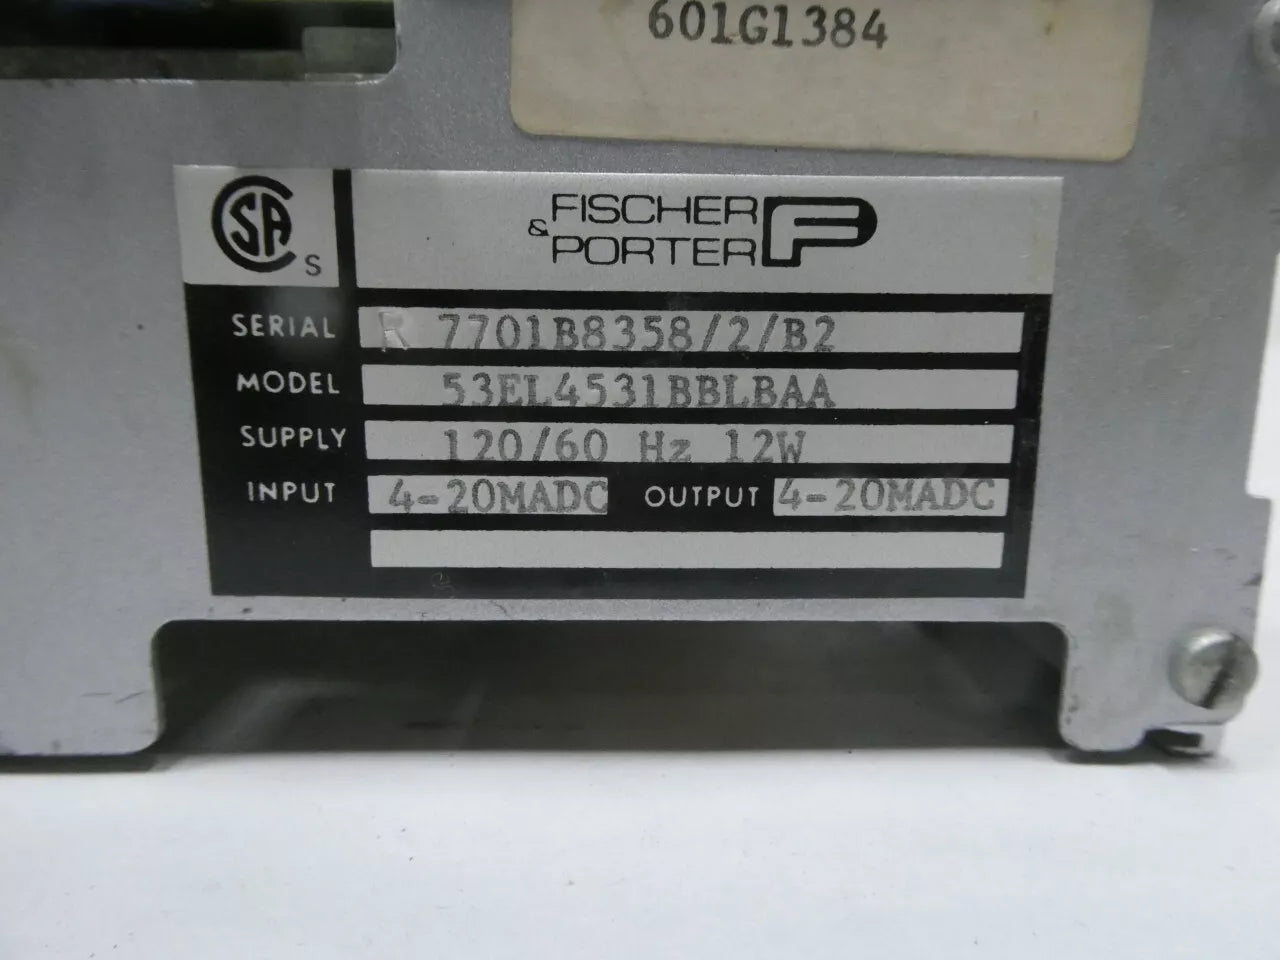 601G1384
SA
S
FISCHER
& PORTER
SERIAL R 7701B8358/2/B2
MODEL 53EL4531BBLBAA
SUPPLY 120/60 Hz 12W
INPUT 4-20MADC OUTPUT 4-20MADC